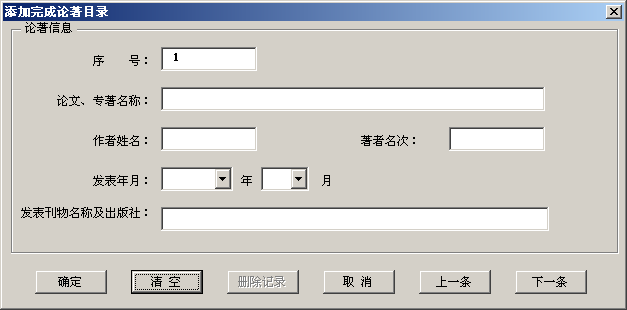 添加完成论著目录
论著信息
序 号： 1
论文、专著名称：
作者姓名： 著者名次：
发表年月： 年 月
发表刊物名称及出版社：
确定 清 空 删除记录 取 消 上一条 下一条